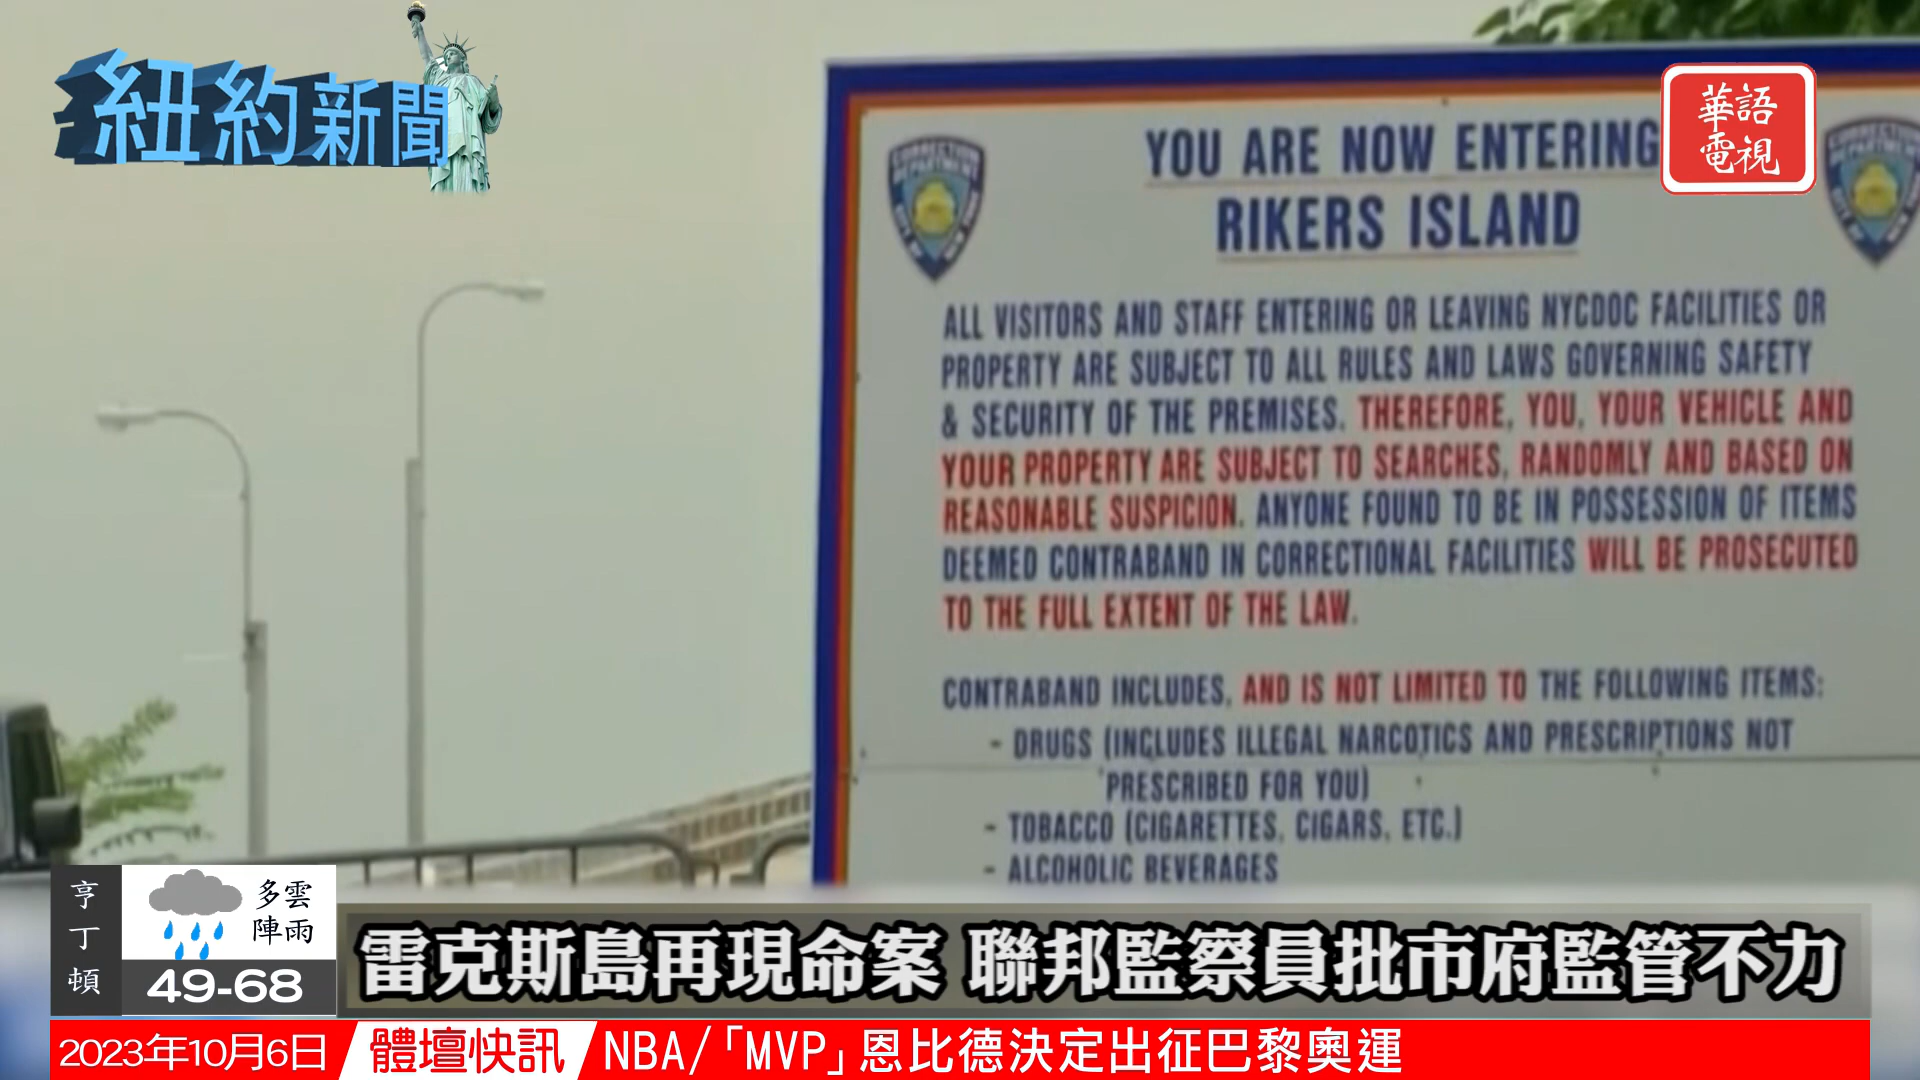 紐約新聞
華語
電視
CORRECTION
DEPARTMENT
CITY OF
NEW YORK
YOU ARE NOW ENTERING
RIKERS ISLAND
ALL VISITORS AND STAFF ENTERING OR LEAVING NYCDOC FACILITIES OR
PROPERTY ARE SUBJECT TO ALL RULES AND LAWS GOVERNING SAFETY
& SECURITY OF THE PREMISES. THEREFORE, YOU, YOUR VEHICLE AND
YOUR PROPERTY ARE SUBJECT TO SEARCHES, RANDOMLY AND BASED ON
REASONABLE SUSPICION. ANYONE FOUND TO BE IN POSSESSION OF ITEMS
DEEMED CONTRABAND IN CORRECTIONAL FACILITIES WILL BE PROSECUTED
TO THE FULL EXTENT OF THE LAW.
CONTRABAND INCLUDES, AND IS NOT LIMITED TO THE FOLLOWING ITEMS:
- DRUGS (INCLUDES ILLEGAL NARCOTICS AND PRESCRIPTIONS NOT
PRESCRIBED FOR YOU)
- TOBACCO (CIGARETTES, CIGARS, ETC.)
- ALCOHOLIC BEVERAGES
亨丁頓
多雲
陣雨
49-68
雷克斯島再現命案 聯邦監察員批市府監管不力
2023年10月6日 體壇快訊 NBA/「MVP」恩比德決定出征巴黎奧運